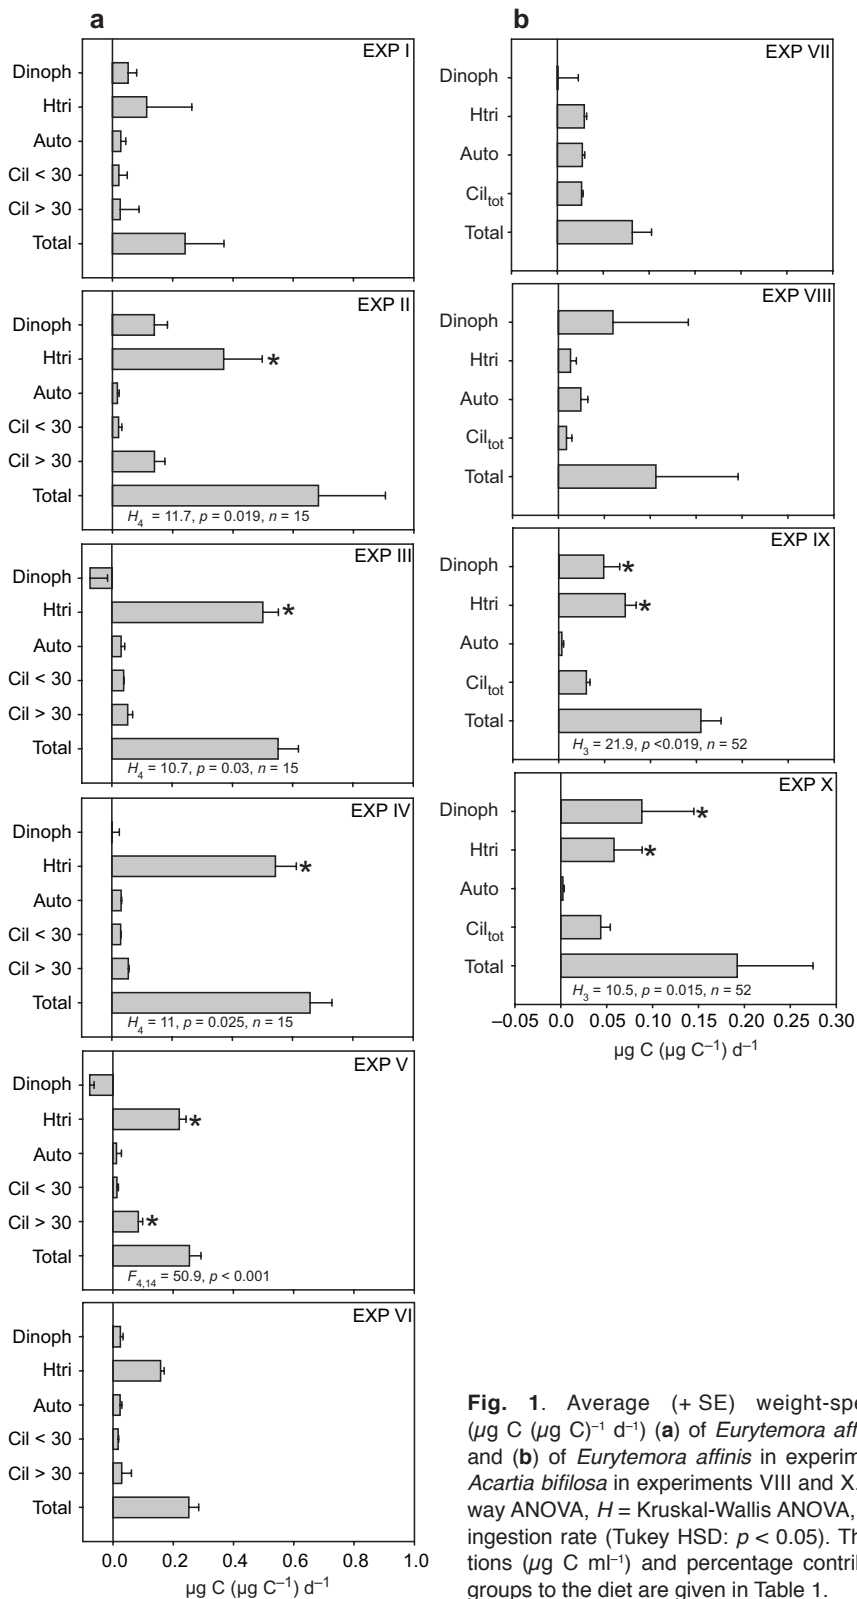 a
EXP I
Dinoph
Htri
Auto
Cil < 30
Cil > 30
Total
EXP II
Dinoph
Htri
*
Auto
Cil < 30
Cil > 30
Total
H4 = 11.7, p = 0.019, n = 15
EXP III
Dinoph
Htri
*
Auto
Cil < 30
Cil > 30
Total
H4 = 10.7, p = 0.03, n = 15
EXP IV
Dinoph
Htri
*
Auto
Cil < 30
Cil > 30
Total
H4 = 11, p = 0.025, n = 15
EXP V
Dinoph
Htri
*
Auto
Cil < 30
Cil > 30
*
Total
F4,14 = 50.9, p < 0.001
EXP VI
Dinoph
Htri
Auto
Cil < 30
Cil > 30
Total
0.0 0.2 0.4 0.6 0.8 1.0
µg C (µg C–1) d–1
b
EXP VII
Dinoph
Htri
Auto
Ciltot
Total
EXP VIII
Dinoph
Htri
Auto
Ciltot
Total
EXP IX
Dinoph
*
Htri
*
Auto
Ciltot
Total
H3 = 21.9, p <0.019, n = 52
EXP X
Dinoph
*
Htri
*
Auto
Ciltot
Total
H3 = 10.5, p = 0.015, n = 52
–0.05 0.0 0.05 0.10 0.15 0.20 0.25 0.30
µg C (µg C–1) d–1
Fig. 1. Average (+ SE) weight-spe
(µg C (µg C)–1 d–1) (a) of Eurytemora aff
and (b) of Eurytemora affinis in experim
Acartia bifilosa in experiments VIII and X.
way ANOVA, H = Kruskal-Wallis ANOVA,
ingestion rate (Tukey HSD: p < 0.05). Th
tions (µg C ml–1) and percentage contril
groups to the diet are given in Table 1.